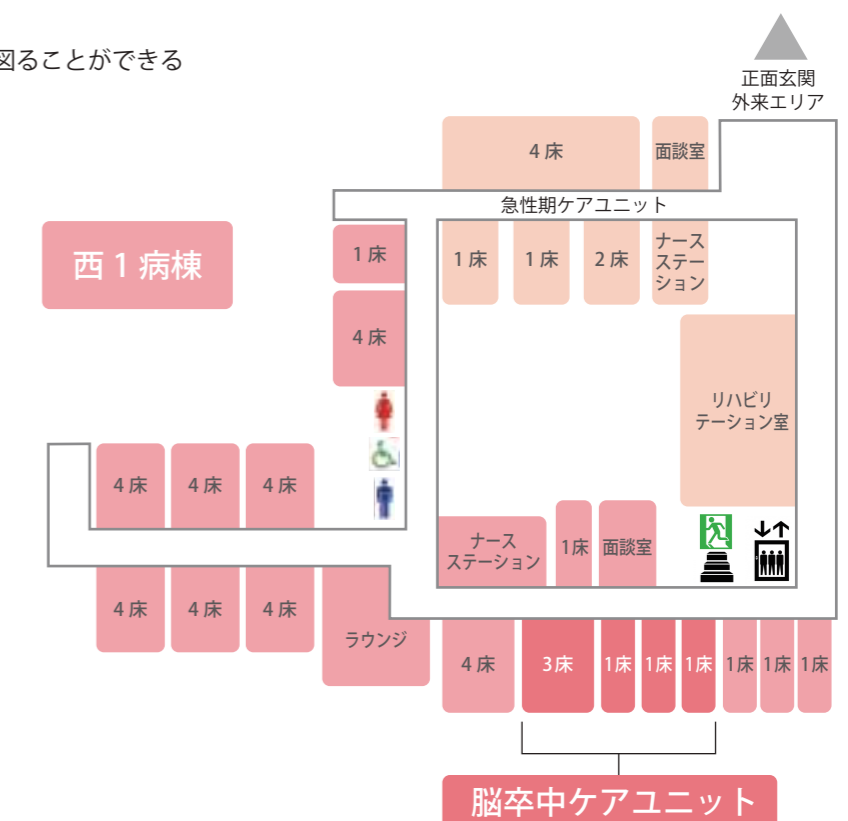 図ることができる
正面玄関
外来エリア
4 床
面談室
急性期ケアユニット
西 1 病棟
1 床
1 床
1 床
2 床
ナース
ステー
ション
4 床
リハビリ
テーション室
4 床
4 床
4 床
ナース
ステーション
1床
面談室
4 床
4 床
4 床
ラウンジ
4 床
3床
1床
1床
1床
1床
1床
1床
脳卒中ケアユニット